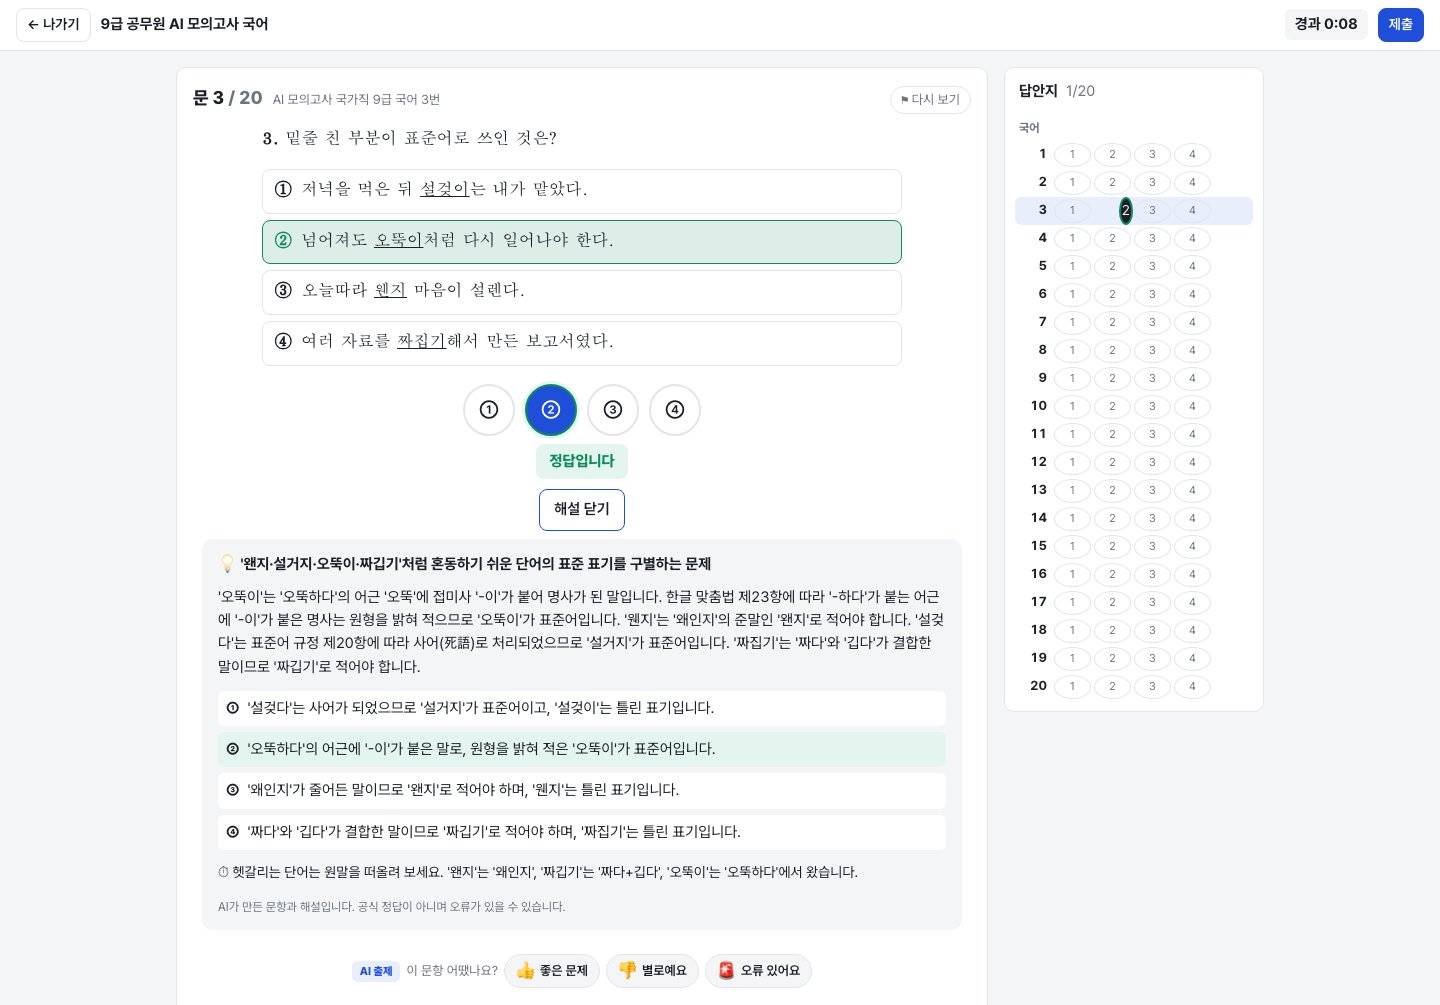 ← 나가기 9급 공무원 AI 모의고사 국어 경과 0:08 제출
문 3 / 20 AI 모의고사 국가직 9급 국어 3번 ⚑ 다시 보기
3. 밑줄 친 부분이 표준어로 쓰인 것은?
① 저녁을 먹은 뒤 설겆이는 내가 맡았다.
② 넘어져도 오뚝이처럼 다시 일어나야 한다.
③ 오늘따라 웬지 마음이 설렌다.
④ 여러 자료를 짜집기해서 만든 보고서였다.
① ② ③ ④
정답입니다
해설 닫기
💡 '왠지·설거지·오뚝이·짜깁기'처럼 혼동하기 쉬운 단어의 표준 표기를 구별하는 문제
'오뚝이'는 '오뚝하다'의 어근 '오뚝'에 접미사 '-이'가 붙어 명사가 된 말입니다. 한글 맞춤법 제23항에 따라 '-하다'가 붙는 어근
에 '-이'가 붙은 명사는 원형을 밝혀 적으므로 '오뚝이'가 표준어입니다. '웬지'는 '왜인지'의 준말인 '왠지'로 적어야 합니다. '설겆
다'는 표준어 규정 제20항에 따라 사어(死語)로 처리되었으므로 '설거지'가 표준어입니다. '짜집기'는 '짜다'와 '깁다'가 결합한
말이므로 '짜깁기'로 적어야 합니다.
① '설겆다'는 사어가 되었으므로 '설거지'가 표준어이고, '설겆이'는 틀린 표기입니다.
② '오뚝하다'의 어근에 '-이'가 붙은 말로, 원형을 밝혀 적은 '오뚝이'가 표준어입니다.
③ '왜인지'가 줄어든 말이므로 '왠지'로 적어야 하며, '웬지'는 틀린 표기입니다.
④ '짜다'와 '깁다'가 결합한 말이므로 '짜깁기'로 적어야 하며, '짜집기'는 틀린 표기입니다.
⏱ 헷갈리는 단어는 원말을 떠올려 보세요. '왠지'는 '왜인지', '짜깁기'는 '짜다+깁다', '오뚝이'는 '오뚝하다'에서 왔습니다.
AI가 만든 문항과 해설입니다. 공식 정답이 아니며 오류가 있을 수 있습니다.
AI 출제 이 문항 어땠나요? 👍 좋은 문제 👎 별로예요 🚨 오류 있어요
답안지 1/20
국어
1 1 2 3 4
2 1 2 3 4
3 1 2 3 4
4 1 2 3 4
5 1 2 3 4
6 1 2 3 4
7 1 2 3 4
8 1 2 3 4
9 1 2 3 4
10 1 2 3 4
11 1 2 3 4
12 1 2 3 4
13 1 2 3 4
14 1 2 3 4
15 1 2 3 4
16 1 2 3 4
17 1 2 3 4
18 1 2 3 4
19 1 2 3 4
20 1 2 3 4